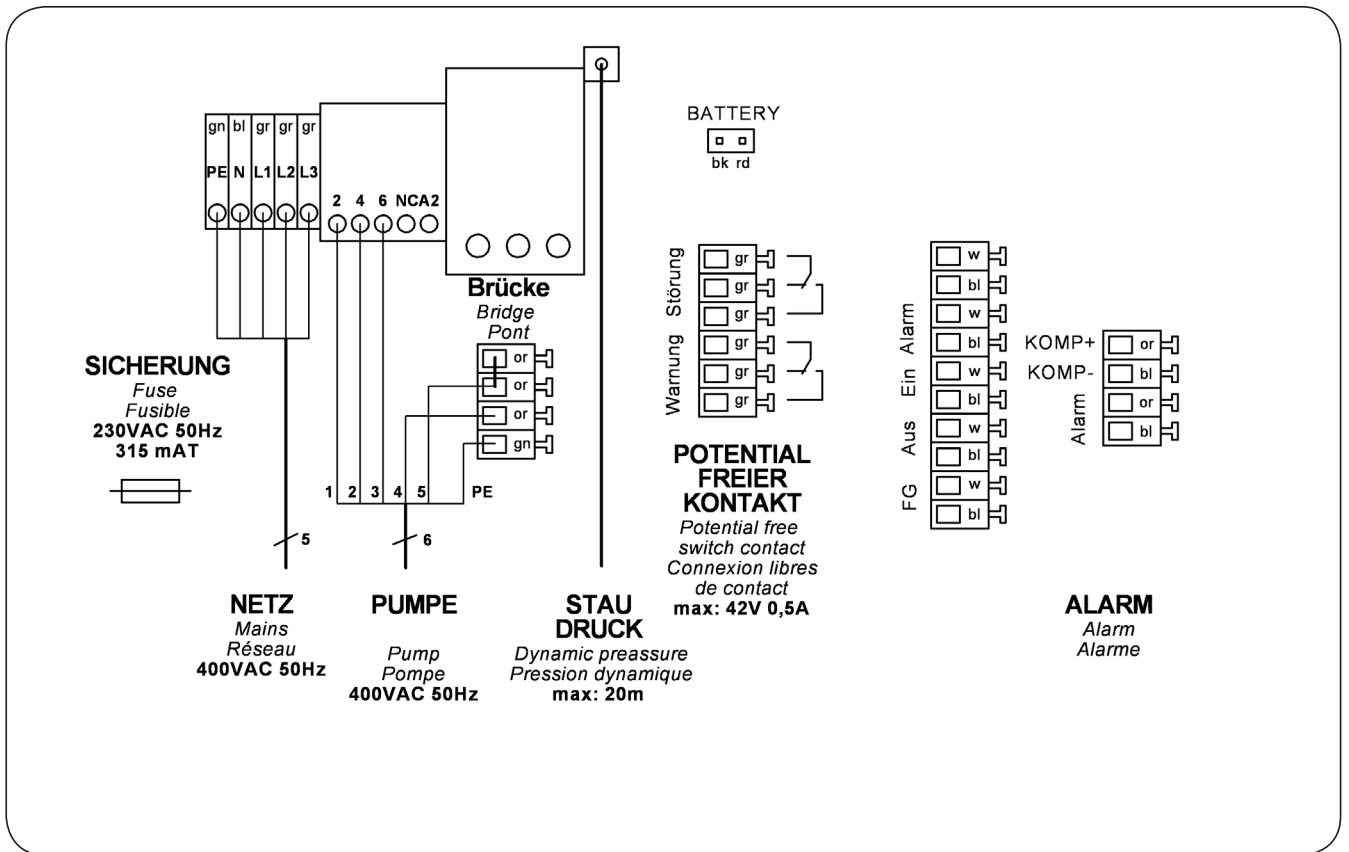 BATTERY
bk rd
gn bl gr gr gr
PE N L1 L2 L3
2 4 6 NC A2
Brücke
Bridge
Pont
or
or
or
gn
SICHERUNG
Fuse
Fusible
230VAC 50Hz
315 mAT
1 2 3 4 5 PE
5
6
NETZ
Mains
Réseau
400VAC 50Hz
PUMPE
Pump
Pompe
400VAC 50Hz
STAU
DRUCK
Dynamic preassure
Pression dynamique
max: 20m
Störung
gr
gr
gr
Warnung
gr
gr
gr
POTENTIAL
FREIER
KONTAKT
Potential free
switch contact
Connexion libres
de contact
max: 42V 0,5A
w
bl
Alarm
w
bl
Ein
w
bl
Aus
w
bl
FG
w
bl
KOMP+ or
KOMP- bl
Alarm
or
bl
ALARM
Alarm
Alarme